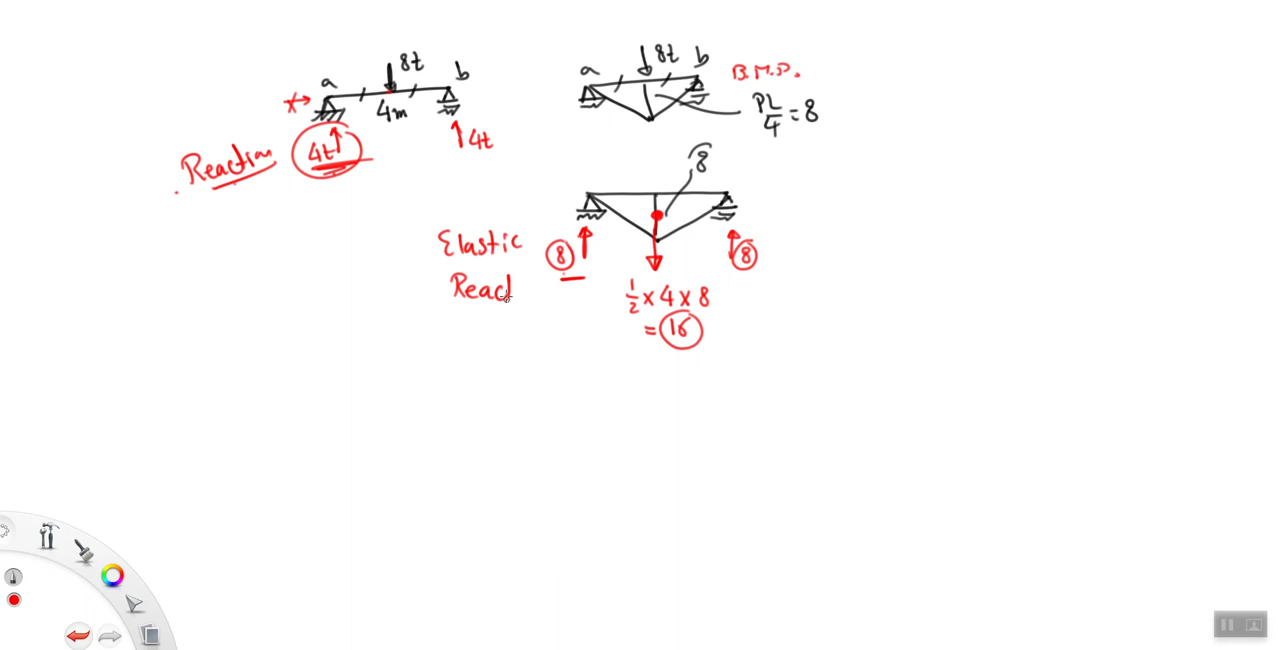 a
8t
b
4m
4t
4t
Reaction
a
8t
b
B.M.D.
PL/4 = 8
8
Elastic
Reac
8
8
1/2 × 4 × 8
= 16